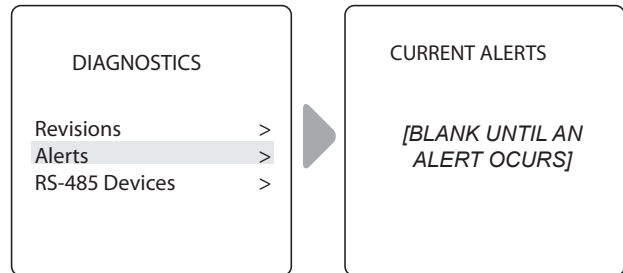 DIAGNOSTICS
Revisions >
Alerts >
RS-485 Devices >
CURRENT ALERTS
[BLANK UNTIL AN
ALERT OCURS]